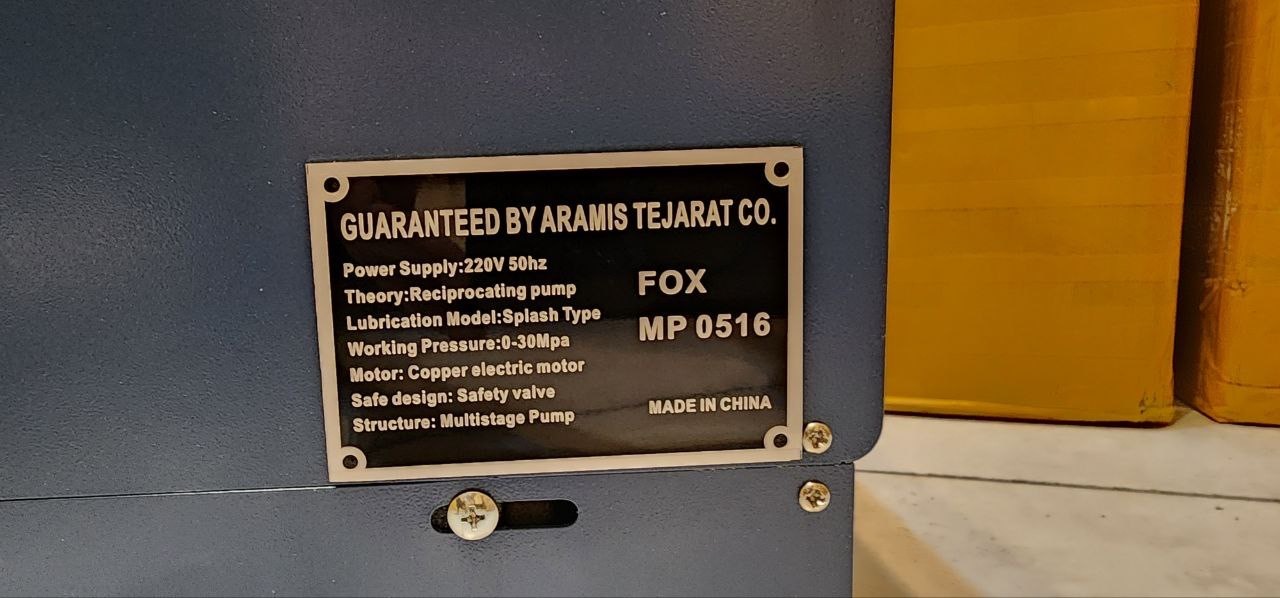 GUARANTEED BY ARAMIS TEJARAT CO.
Power Supply:220V 50hz
Theory:Reciprocating pump
Lubrication Model:Splash Type
Working Pressure:0-30Mpa
Motor: Copper electric motor
Safe design: Safety valve
Structure: Multistage Pump
FOX
MP 0516
MADE IN CHINA